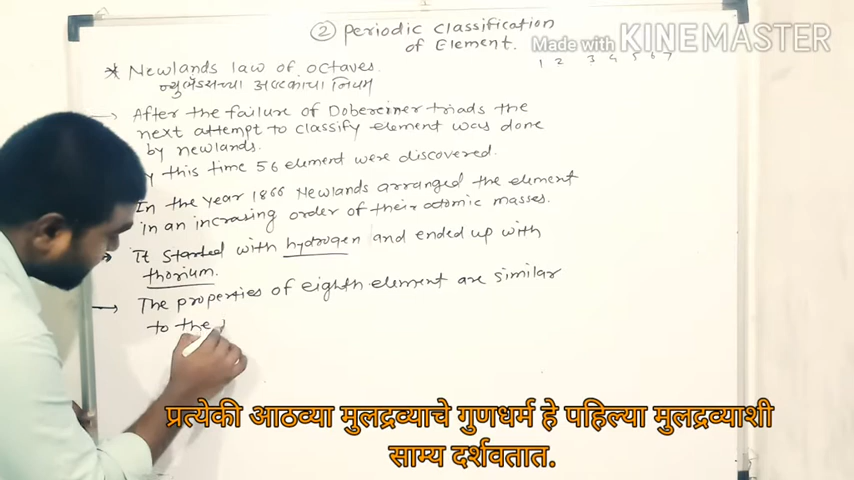 ② Periodic classification
of Element.
Made with KINEMASTER
1 2 3 4 5 6 7
* Newlands law of octaves.
न्युलँडसच्या अष्टकाचा नियम
→ After the failure of Dobereiner triads the
next attempt to classify element was done
by newlands.
y this time 56 element were discovered.
In the year 1866 Newlands arranged the element
in an incrasing order of their atomic masses.
→ It started with hydrogen and ended up with
thorium.
→ The properties of eighth element are similar
to the
प्रत्येकी आठव्या मुलद्रव्याचे गुणधर्म हे पहिल्या मुलद्रव्याशी
साम्य दर्शवतात.